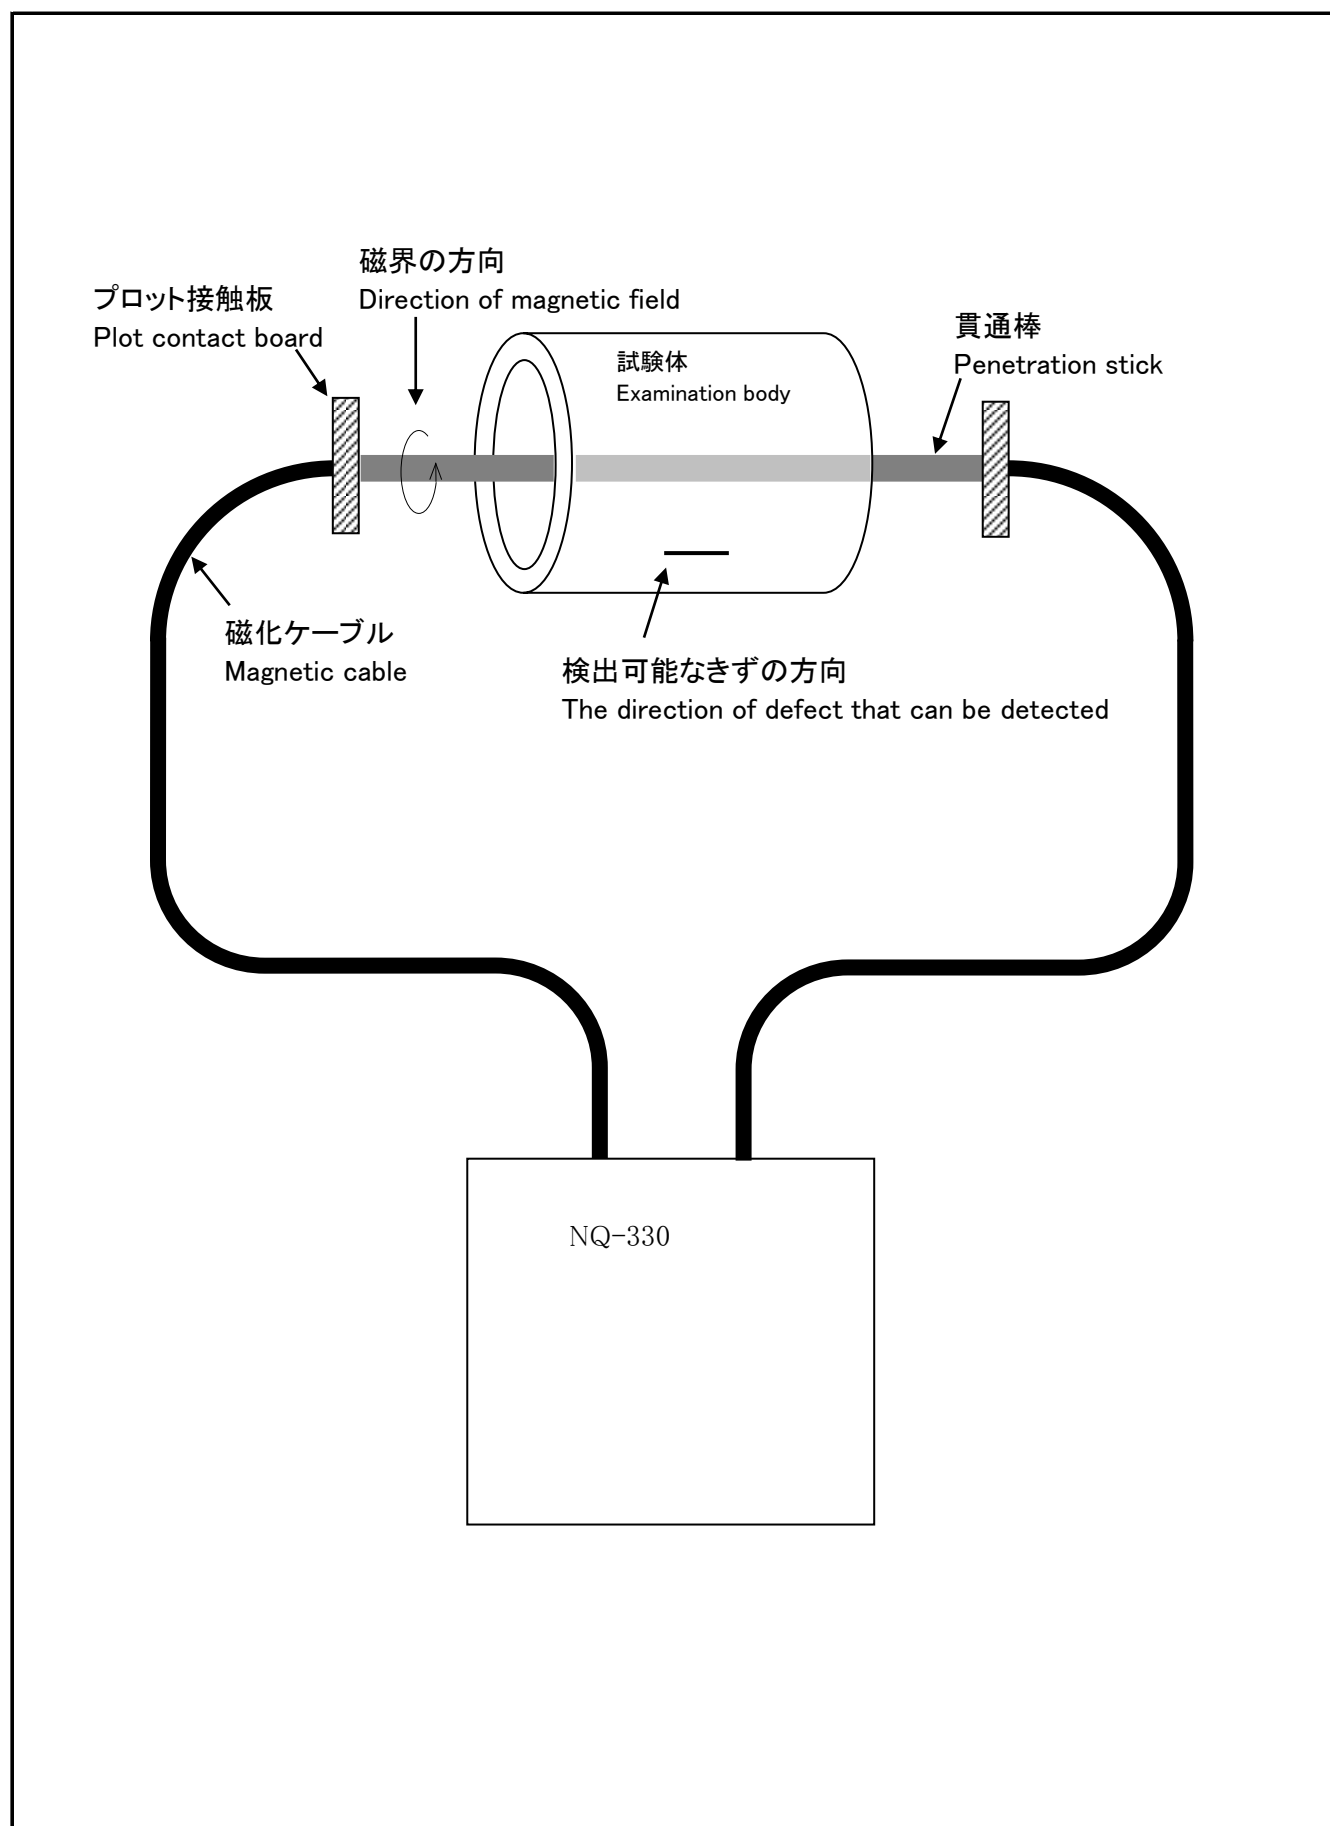 磁界の方向
Direction of magnetic field
プロット接触板
Plot contact board
貫通棒
Penetration stick
試験体
Examination body
磁化ケーブル
Magnetic cable
検出可能なきずの方向
The direction of defect that can be detected
NQ-330